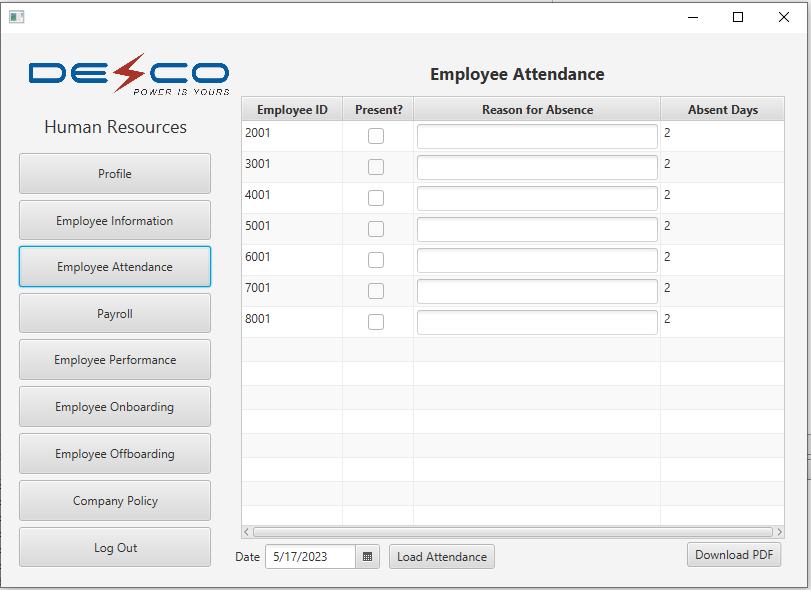 DESCO
POWER IS YOURS
Human Resources
Profile
Employee Information
Employee Attendance
Payroll
Employee Performance
Employee Onboarding
Employee Offboarding
Company Policy
Log Out
Employee Attendance
Employee ID Present? Reason for Absence Absent Days
2001 2
3001 2
4001 2
5001 2
6001 2
7001 2
8001 2
Date 5/17/2023 Load Attendance Download PDF